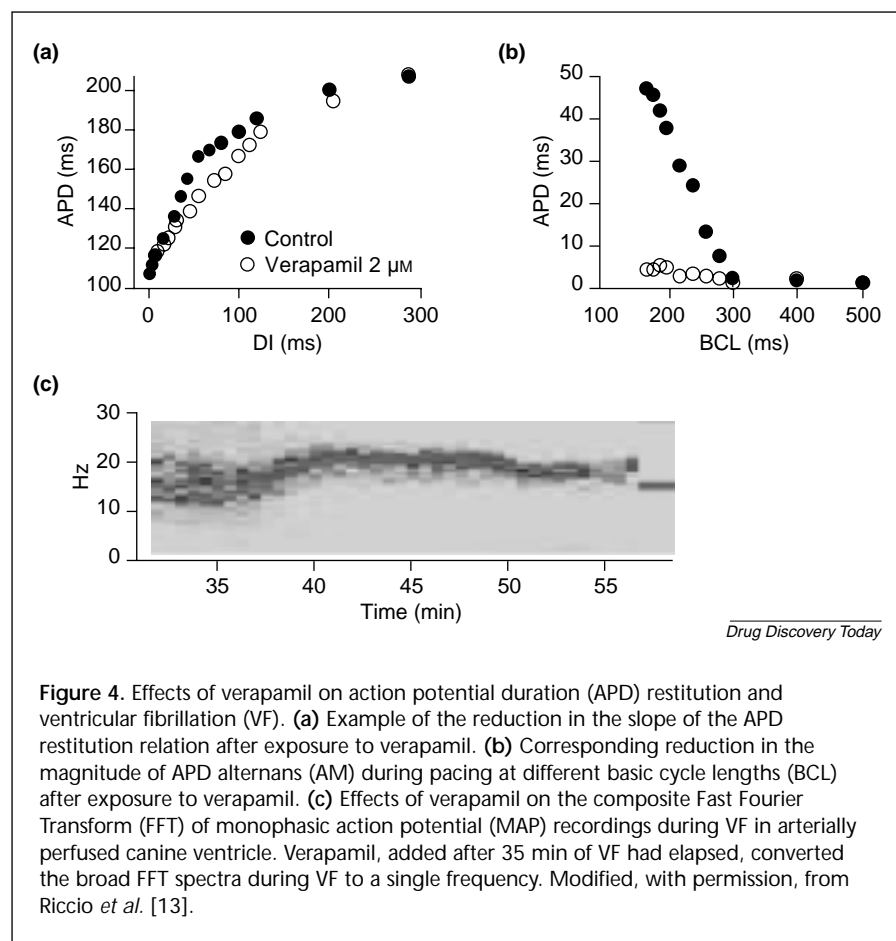 (a)
(b)
200
180
160
140
120
100
APD (ms)
Control
Verapamil 2 μM
0 100 200 300
DI (ms)
50
40
30
20
10
0
APD (ms)
100 200 300 400 500
BCL (ms)
(c)
30
20
10
0
Hz
35 40 45 50 55
Time (min)
Drug Discovery Today
Figure 4. Effects of verapamil on action potential duration (APD) restitution and
ventricular fibrillation (VF). (a) Example of the reduction in the slope of the APD
restitution relation after exposure to verapamil. (b) Corresponding reduction in the
magnitude of APD alternans (AM) during pacing at different basic cycle lengths (BCL)
after exposure to verapamil. (c) Effects of verapamil on the composite Fast Fourier
Transform (FFT) of monophasic action potential (MAP) recordings during VF in arterially
perfused canine ventricle. Verapamil, added after 35 min of VF had elapsed, converted
the broad FFT spectra during VF to a single frequency. Modified, with permission, from
Riccio et al. [13].